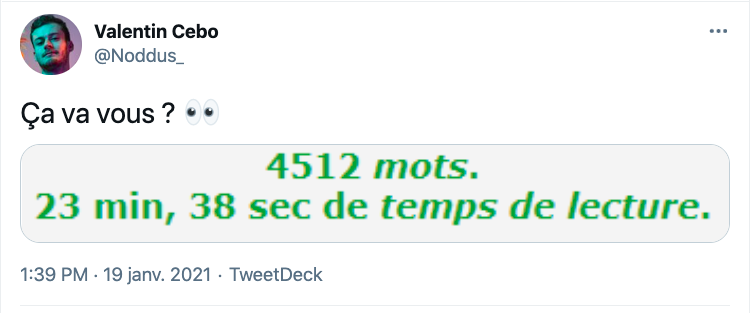 Valentin Cebo
@Noddus_
Ça va vous ? 👀
4512 mots.
23 min, 38 sec de temps de lecture.
1:39 PM · 19 janv. 2021 · TweetDeck